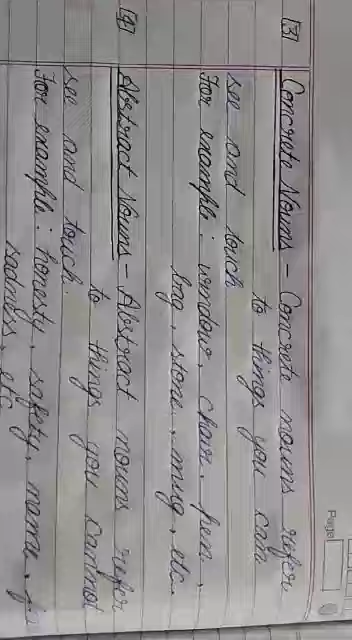 Page
[3] Concrete Nouns - Concrete nouns refer
to things you can
see and touch.
For example : window, chair, pen,
bag, stone, mug, etc.
[4] Abstract Nouns - Abstract nouns refer
to things you cannot
see and touch.
For example : honesty, safety,
sadness, etc